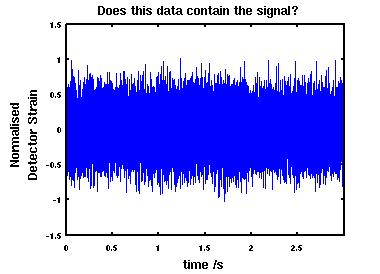 Does this data contain the signal?
Normalised
Detector Strain
1.5
1
0.5
0
-0.5
-1
-1.5
0 0.5 1 1.5 2 2.5
time /s